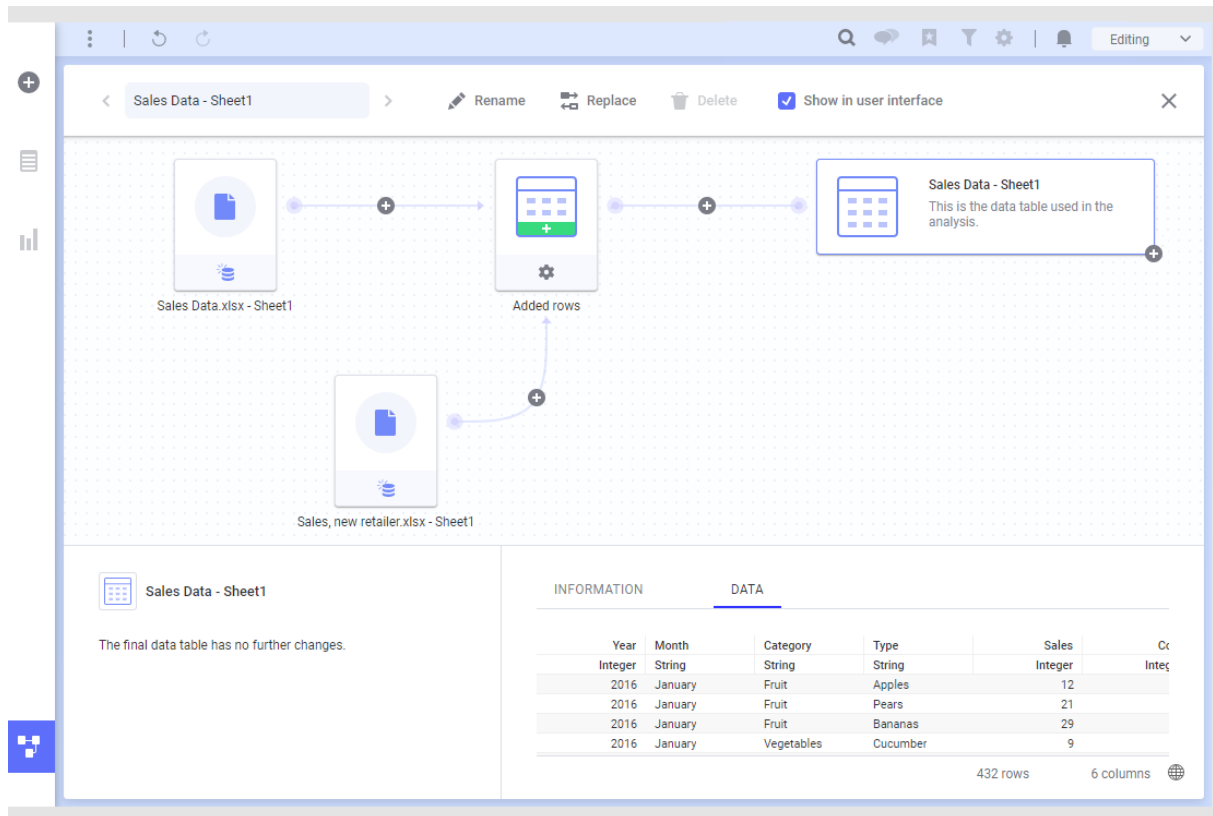 Editing
Sales Data - Sheet1
Rename
Replace
Delete
Show in user interface
Sales Data - Sheet1
This is the data table used in the
analysis.
Sales Data.xlsx - Sheet1
Added rows
Sales, new retailer.xlsx - Sheet1
Sales Data - Sheet1
The final data table has no further changes.
INFORMATION DATA
Year Month Category Type Sales
Integer String String String Integer
2016 January Fruit Apples 12
2016 January Fruit Pears 21
2016 January Fruit Bananas 29
2016 January Vegetables Cucumber 9
432 rows 6 columns